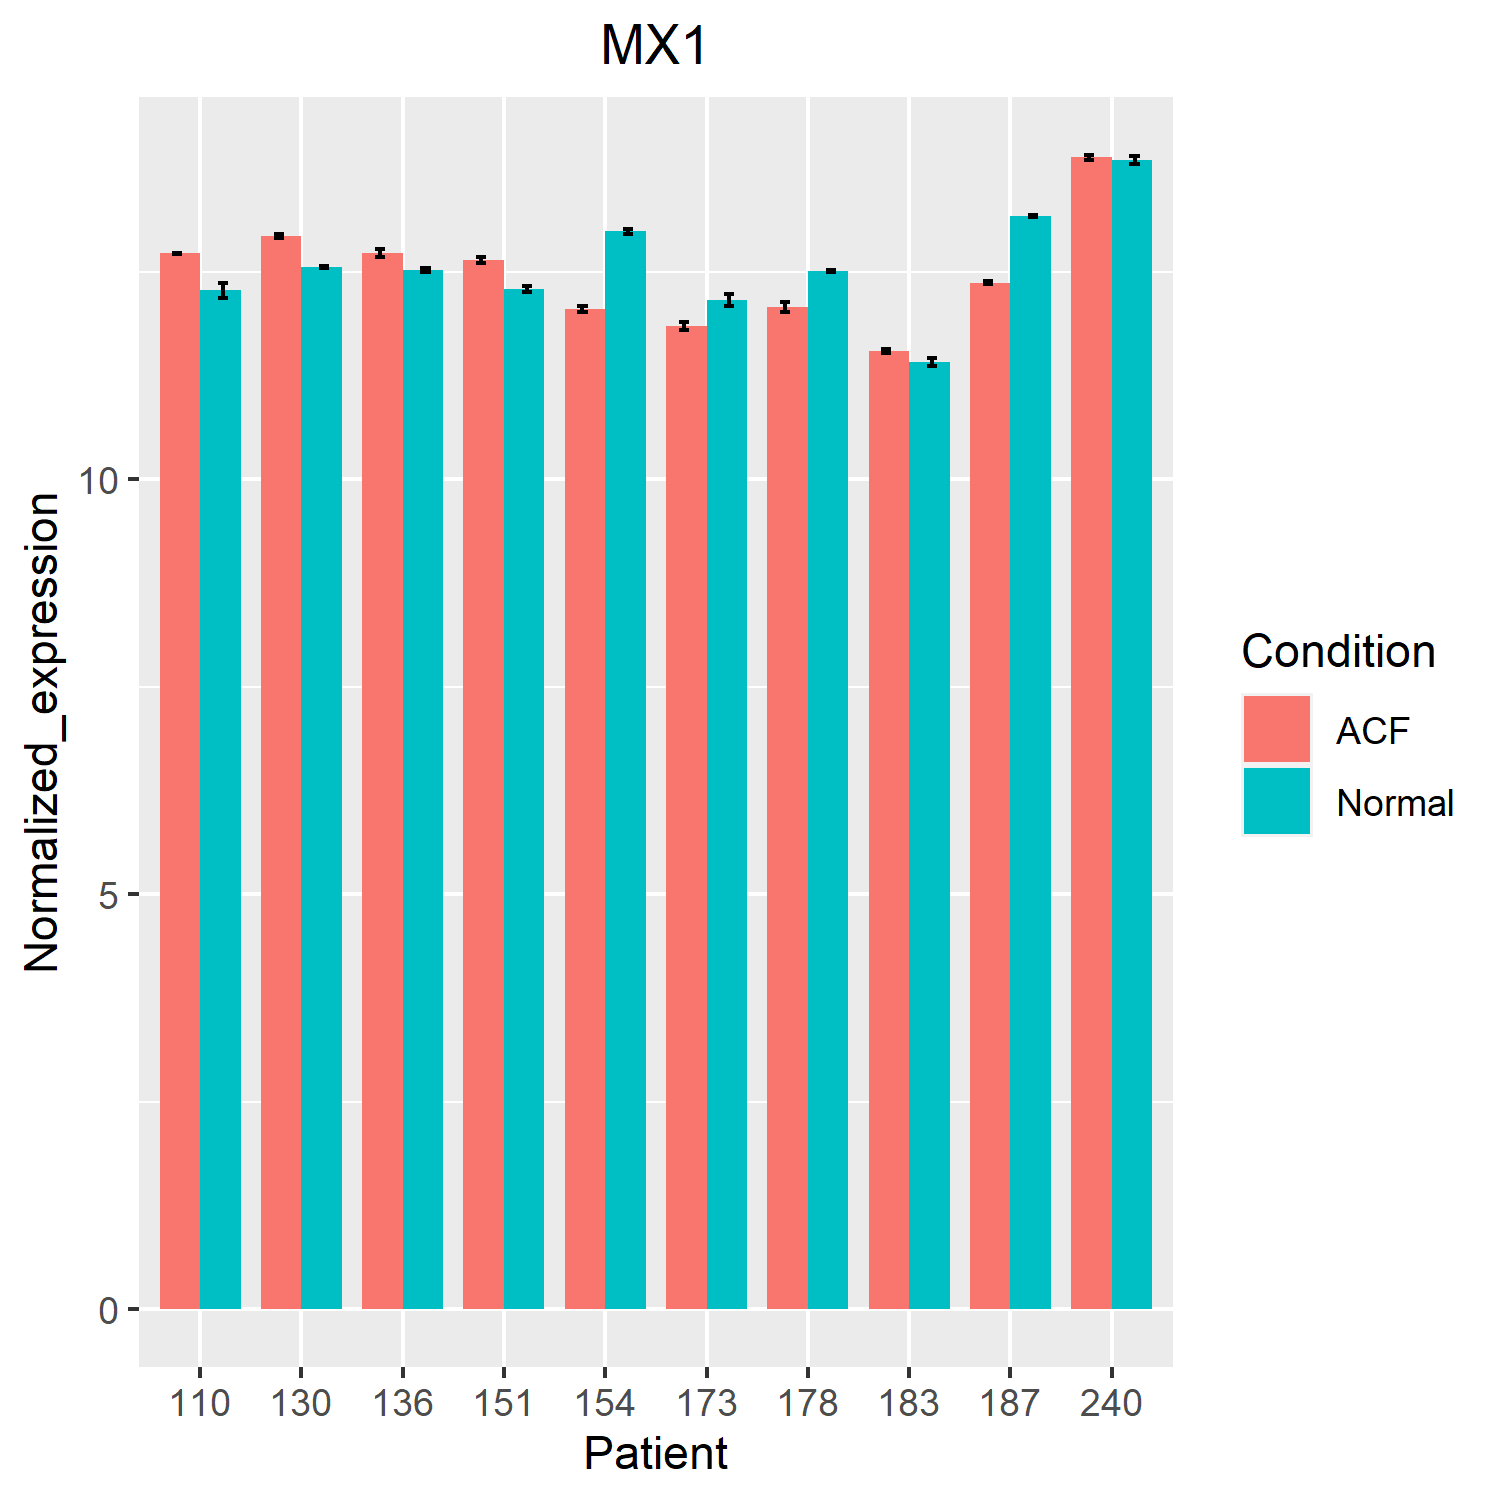 MX1
Normalized_expression
10
5
0
110 130 136 151 154 173 178 183 187 240
Patient
Condition
ACF
Normal